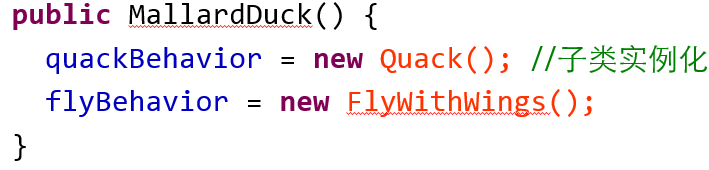 public MallardDuck() {
quackBehavior = new Quack(); //子类实例化
flyBehavior = new FlyWithWings();
}